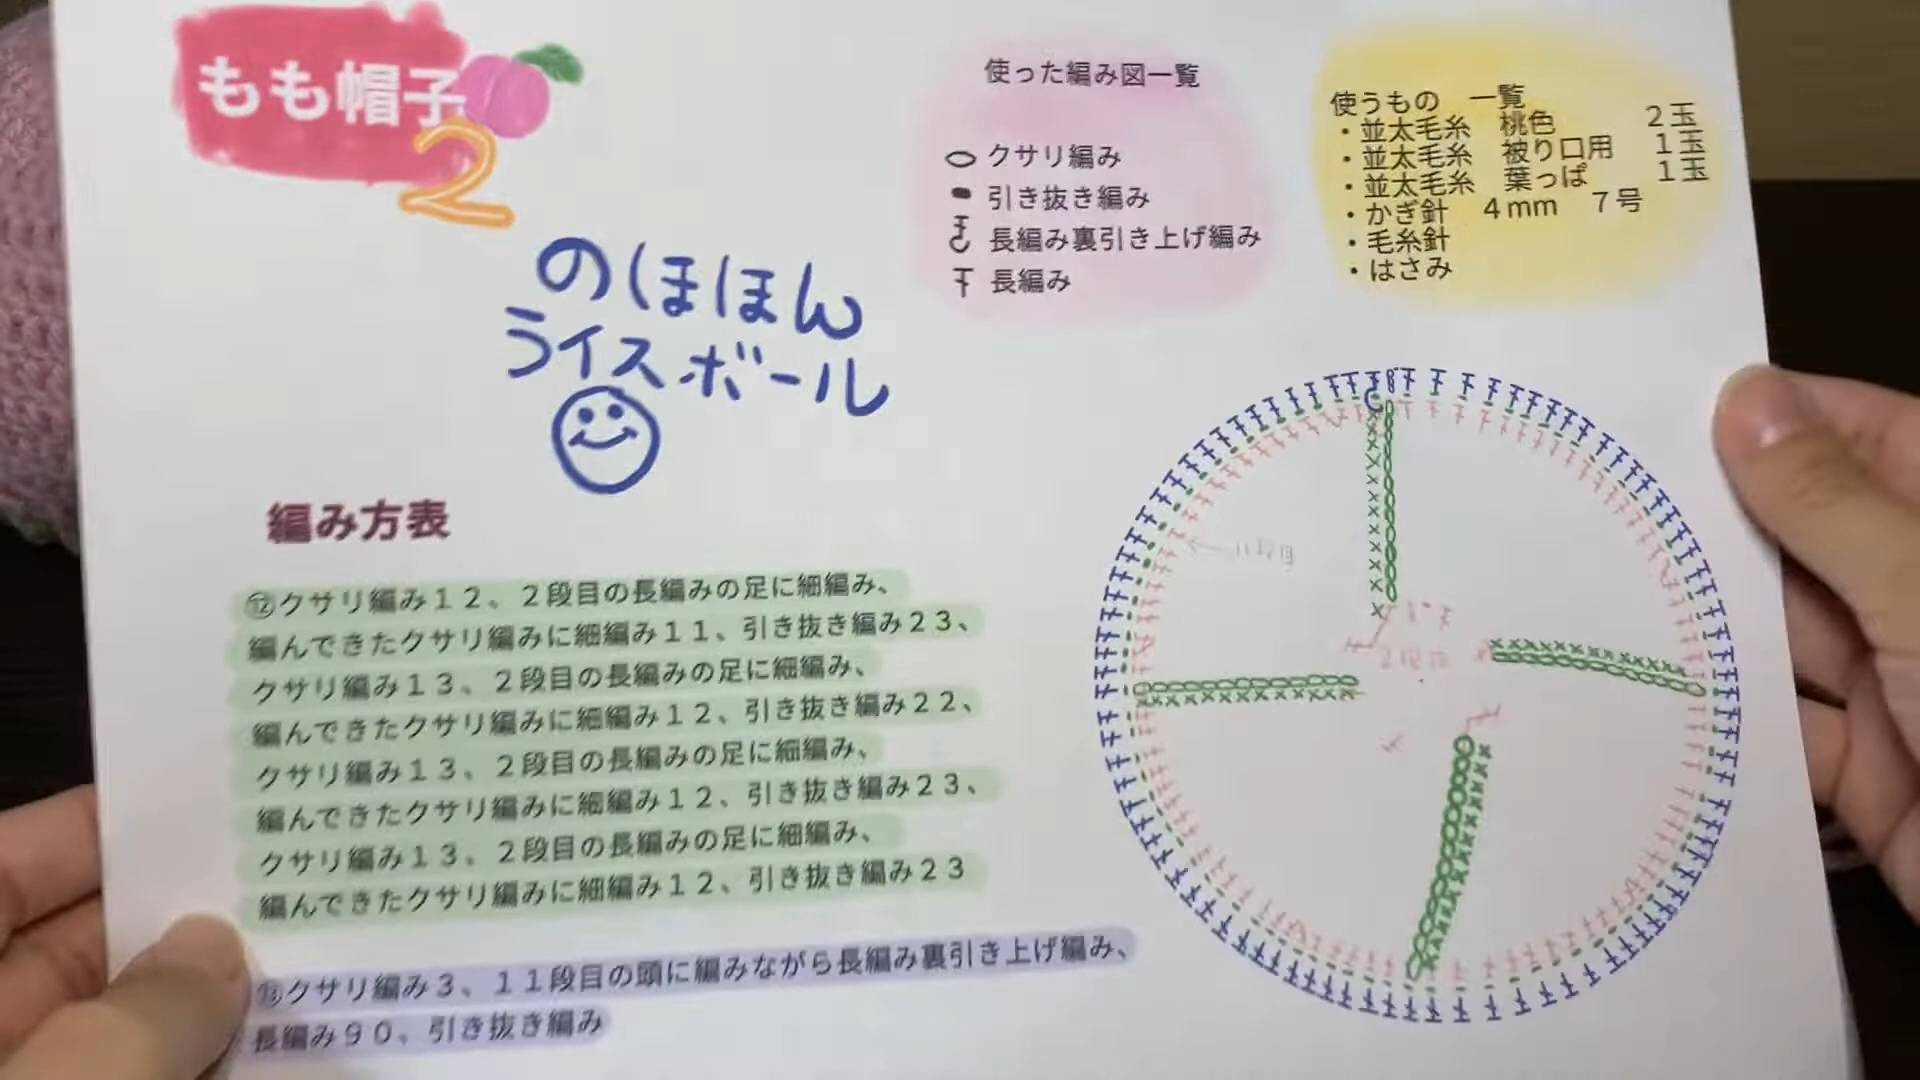 もも帽子
2
のほほん
ライスボール
使った編み図一覧
クサリ編み
引き抜き編み
長編み裏引き上げ編み
長編み
使うもの 一覧
・並太毛糸 桃色 2玉
・並太毛糸 被り口用 1玉
・並太毛糸 葉っぱ 1玉
・かぎ針 4mm 7号
・毛糸針
・はさみ
編み方表
⑫クサリ編み12、2段目の長編みの足に細編み、
編んできたクサリ編みに細編み11、引き抜き編み23、
クサリ編み13、2段目の長編みの足に細編み、
編んできたクサリ編みに細編み12、引き抜き編み22、
クサリ編み13、2段目の長編みの足に細編み、
編んできたクサリ編みに細編み12、引き抜き編み23、
クサリ編み13、2段目の長編みの足に細編み、
編んできたクサリ編みに細編み12、引き抜き編み23
⑬クサリ編み3、11段目の頭に編みながら長編み裏引き上げ編み、
長編み90、引き抜き編み
11段目